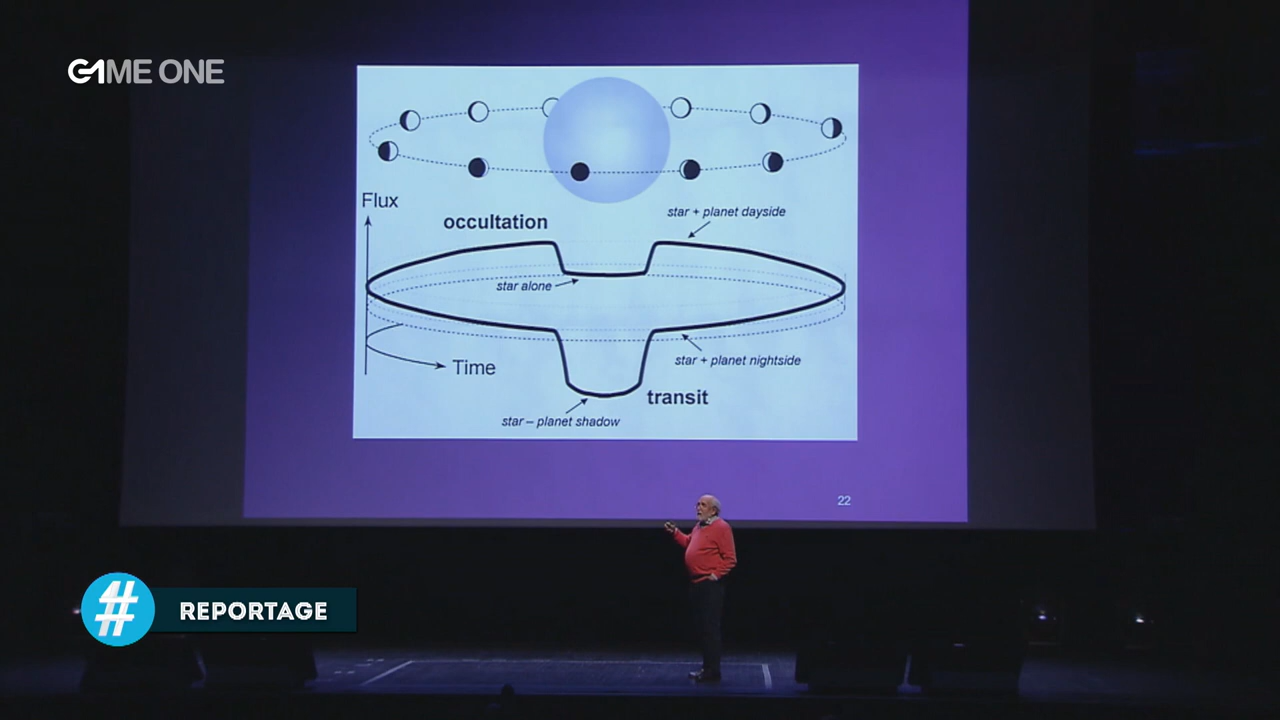 GAME ONE
Flux
occultation
star + planet dayside
star alone
Time
star + planet nightside
transit
star – planet shadow
22
# REPORTAGE